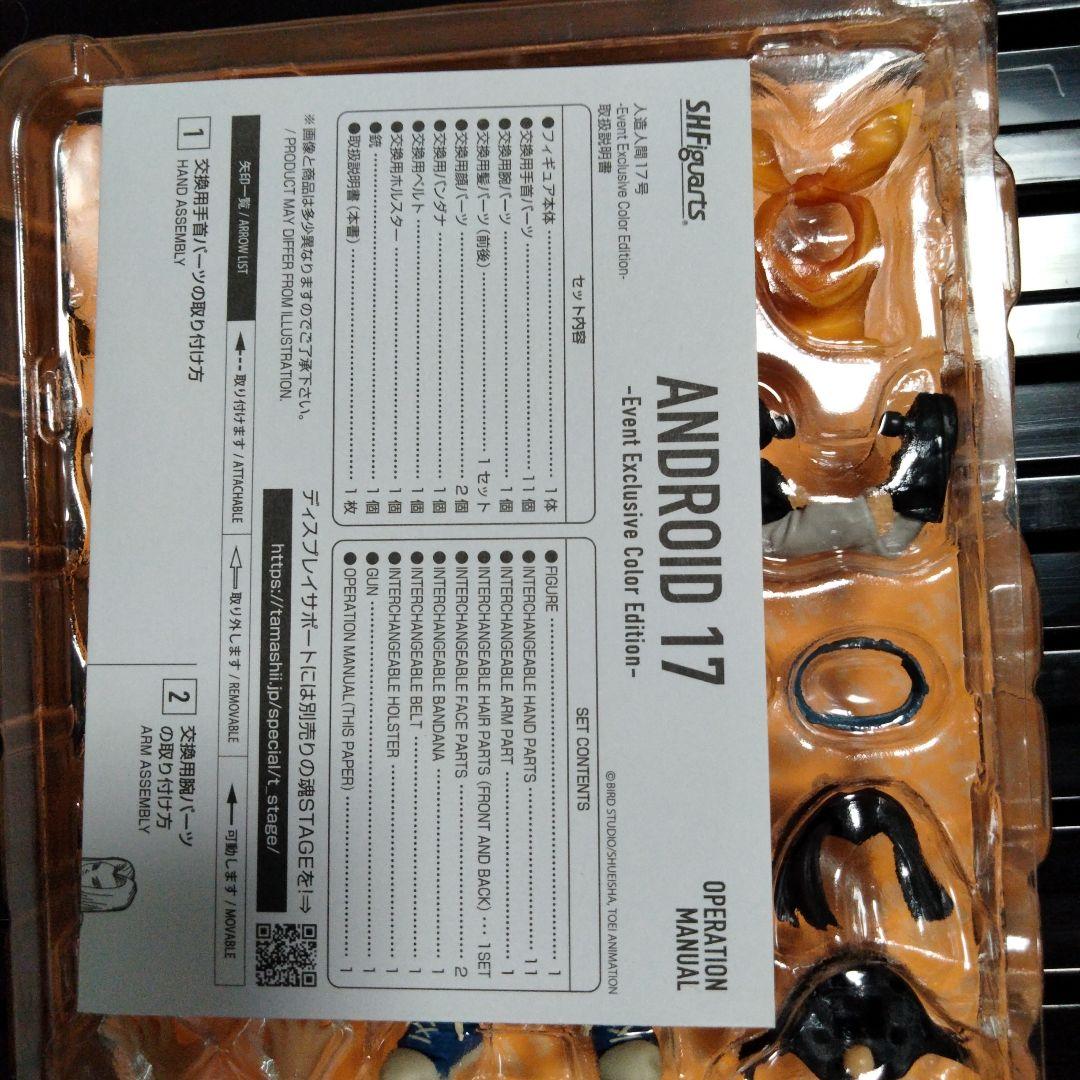 S.H.Figuarts
人造人間17号
-Event Exclusive Color Edition-
取扱説明書
ANDROID 17
-Event Exclusive Color Edition-
OPERATION
MANUAL
©BIRD STUDIO/SHUEISHA, TOEI ANIMATION
セット内容
●フィギュア本体 1体
●交換用手首パーツ 11個
●交換用腕パーツ 1個
●交換用髪パーツ(前後) 1セット
●交換用顔パーツ 2個
●交換用バンダナ 1個
●交換用ベルト 1個
●交換用ホルスター 1個
●銃 1個
●取扱説明書(本書) 1枚
SET CONTENTS
●FIGURE 1
●INTERCHANGEABLE HAND PARTS 11
●INTERCHANGEABLE ARM PART 1
●INTERCHANGEABLE HAIR PARTS (FRONT AND BACK) 1SET
●INTERCHANGEABLE FACE PARTS 2
●INTERCHANGEABLE BANDANA 1
●INTERCHANGEABLE BELT 1
●INTERCHANGEABLE HOLSTER 1
●GUN 1
●OPERATION MANUAL(THIS PAPER) 1
※画像と商品は多少異なりますのでご了承下さい。
/ PRODUCT MAY DIFFER FROM ILLUSTRATION.
ディスプレイサポートには別売りの魂STAGEを!⇒
https://tamashii.jp/special/t_stage/
矢印一覧 / ARROW LIST
取り付けます / ATTACHABLE
取り外します / REMOVABLE
可動します / MOVABLE
1 交換用手首パーツの取り付け方
HAND ASSEMBLY
2 交換用腕パーツ
の取り付け方
ARM ASSEMBLY